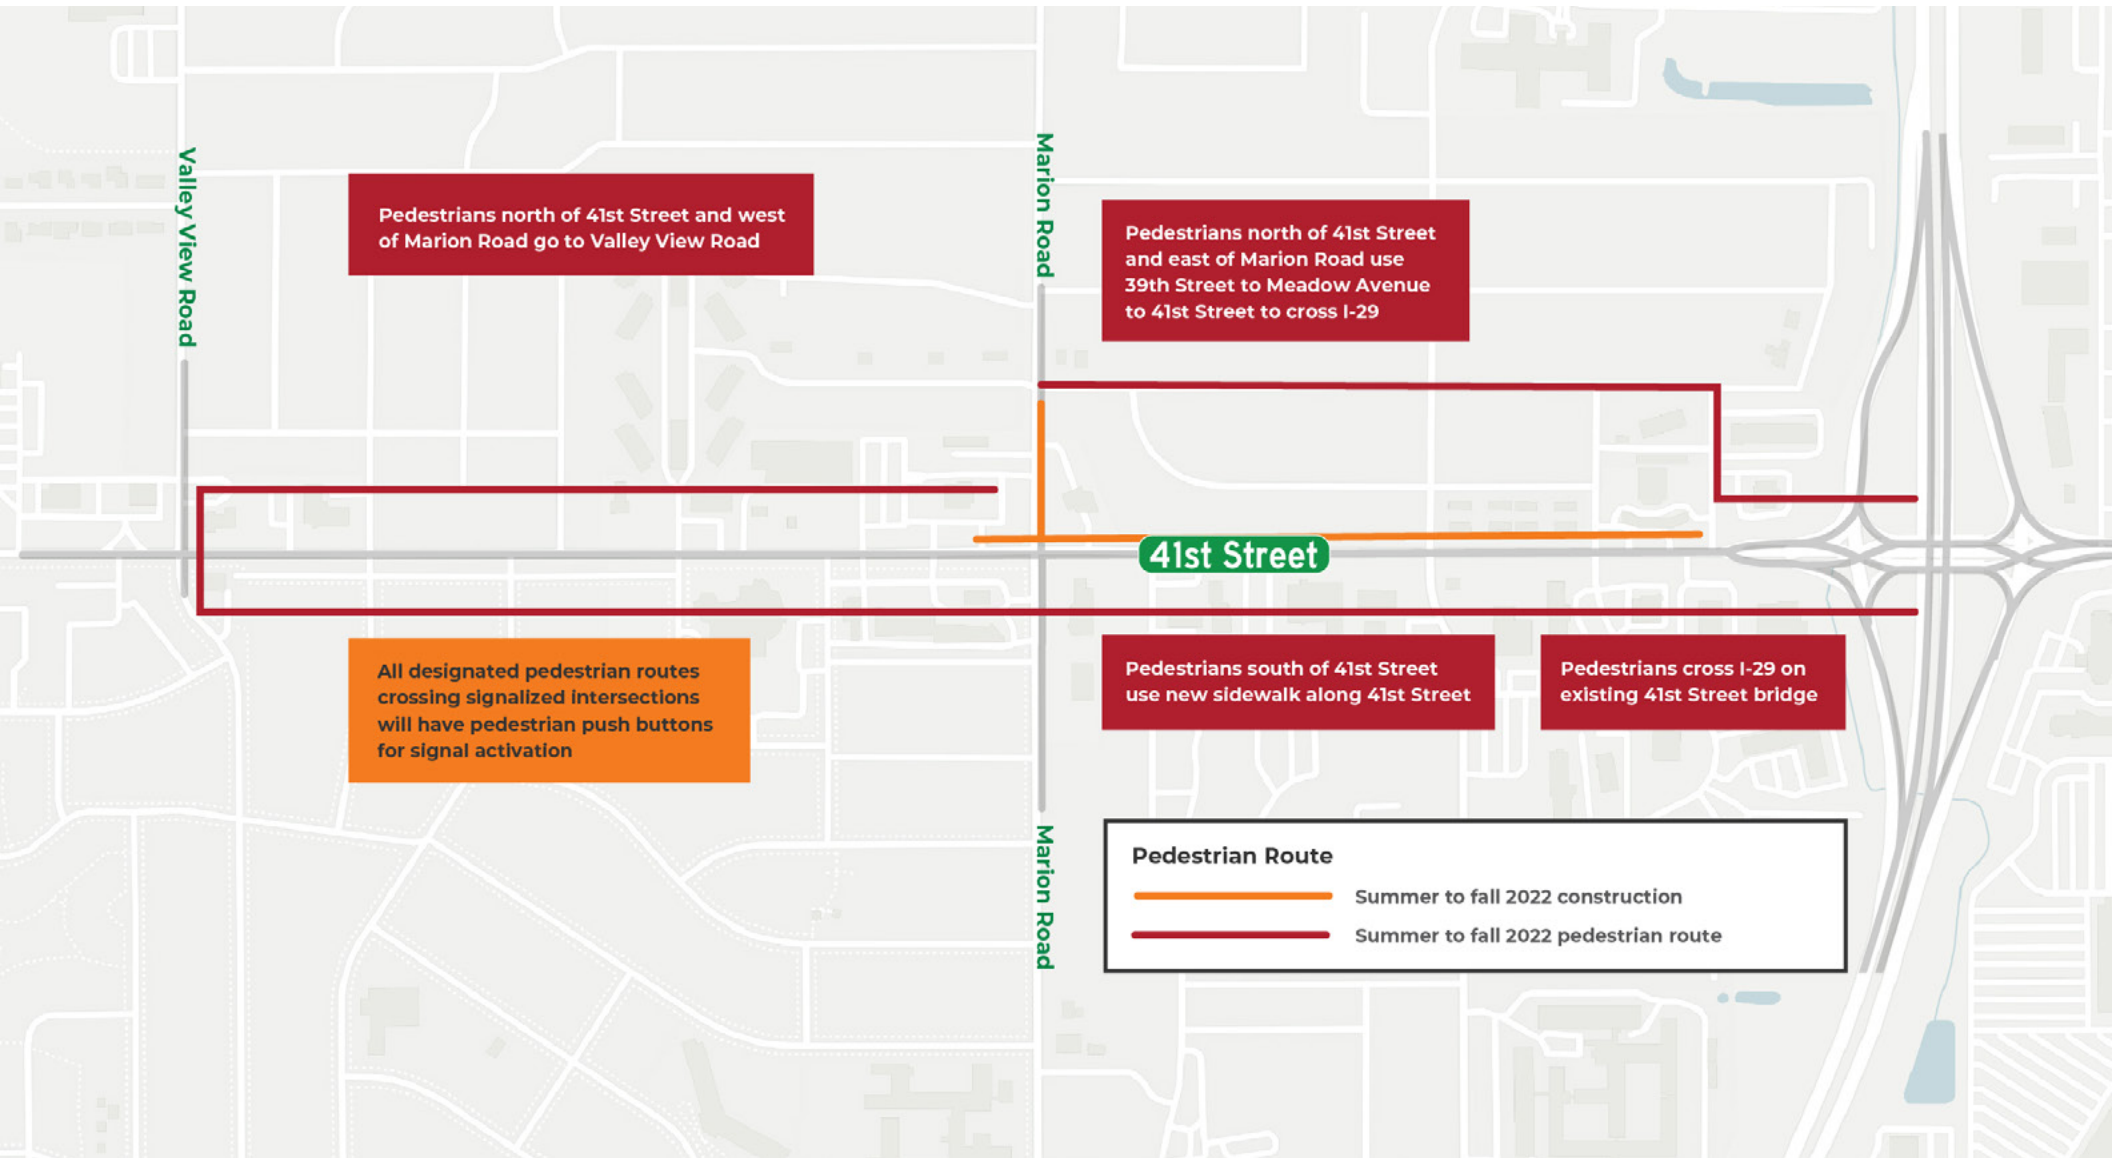 Valley View Road
Pedestrians north of 41st Street and west
of Marion Road go to Valley View Road
Marion Road
Pedestrians north of 41st Street
and east of Marion Road use
39th Street to Meadow Avenue
to 41st Street to cross I-29
41st Street
All designated pedestrian routes
crossing signalized intersections
will have pedestrian push buttons
for signal activation
Pedestrians south of 41st Street
use new sidewalk along 41st Street
Pedestrians cross I-29 on
existing 41st Street bridge
Marion Road
Pedestrian Route
Summer to fall 2022 construction
Summer to fall 2022 pedestrian route